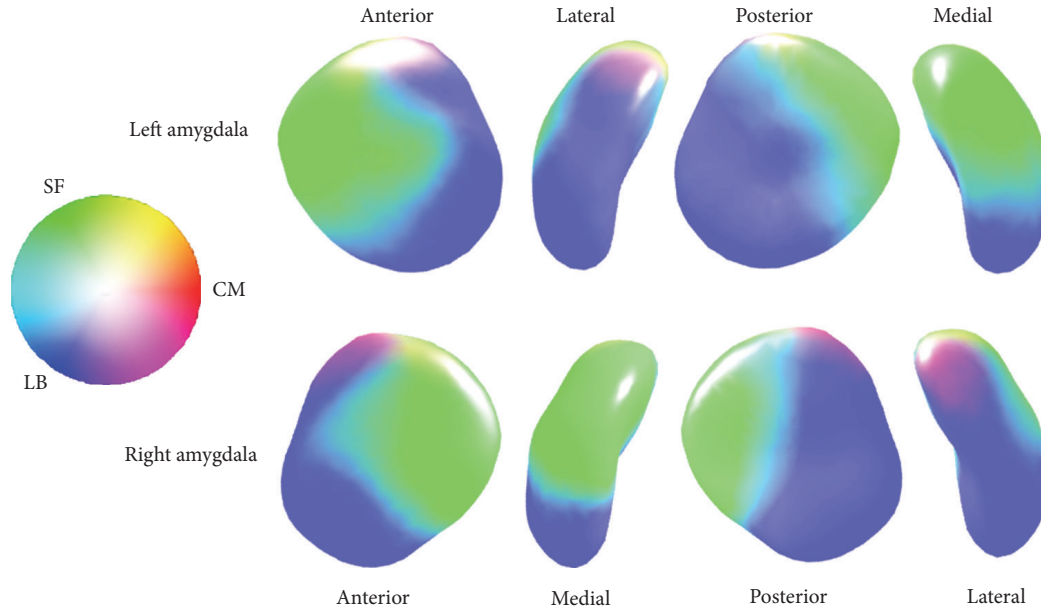 Anterior
Lateral
Posterior
Medial
Left amygdala
SF
CM
LB
Right amygdala
Anterior
Medial
Posterior
Lateral